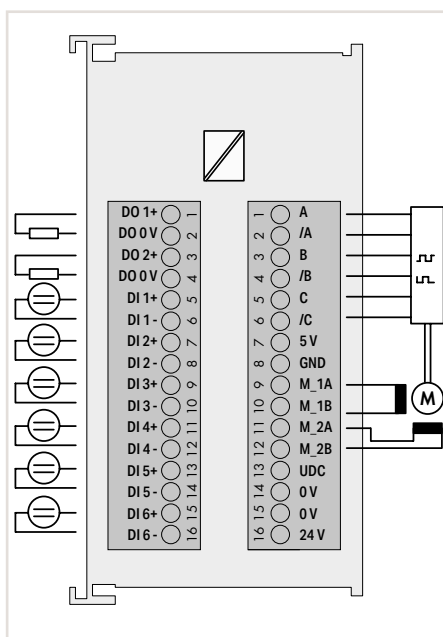 DO 1+ 1
DO 0 V 2
DO 2+ 3
DO 0 V 4
DI 1+ 5
DI 1 - 6
DI 2+ 7
DI 2 - 8
DI 3+ 9
DI 3 - 10
DI 4+ 11
DI 4 - 12
DI 5+ 13
DI 5 - 14
DI 6+ 15
DI 6 - 16
1 A
2 /A
3 B
4 /B
5 C
6 /C
7 5 V
8 GND
9 M_1A
10 M_1B
11 M_2A
12 M_2B
13 UDC
14 0 V
15 0 V
16 24 V
M